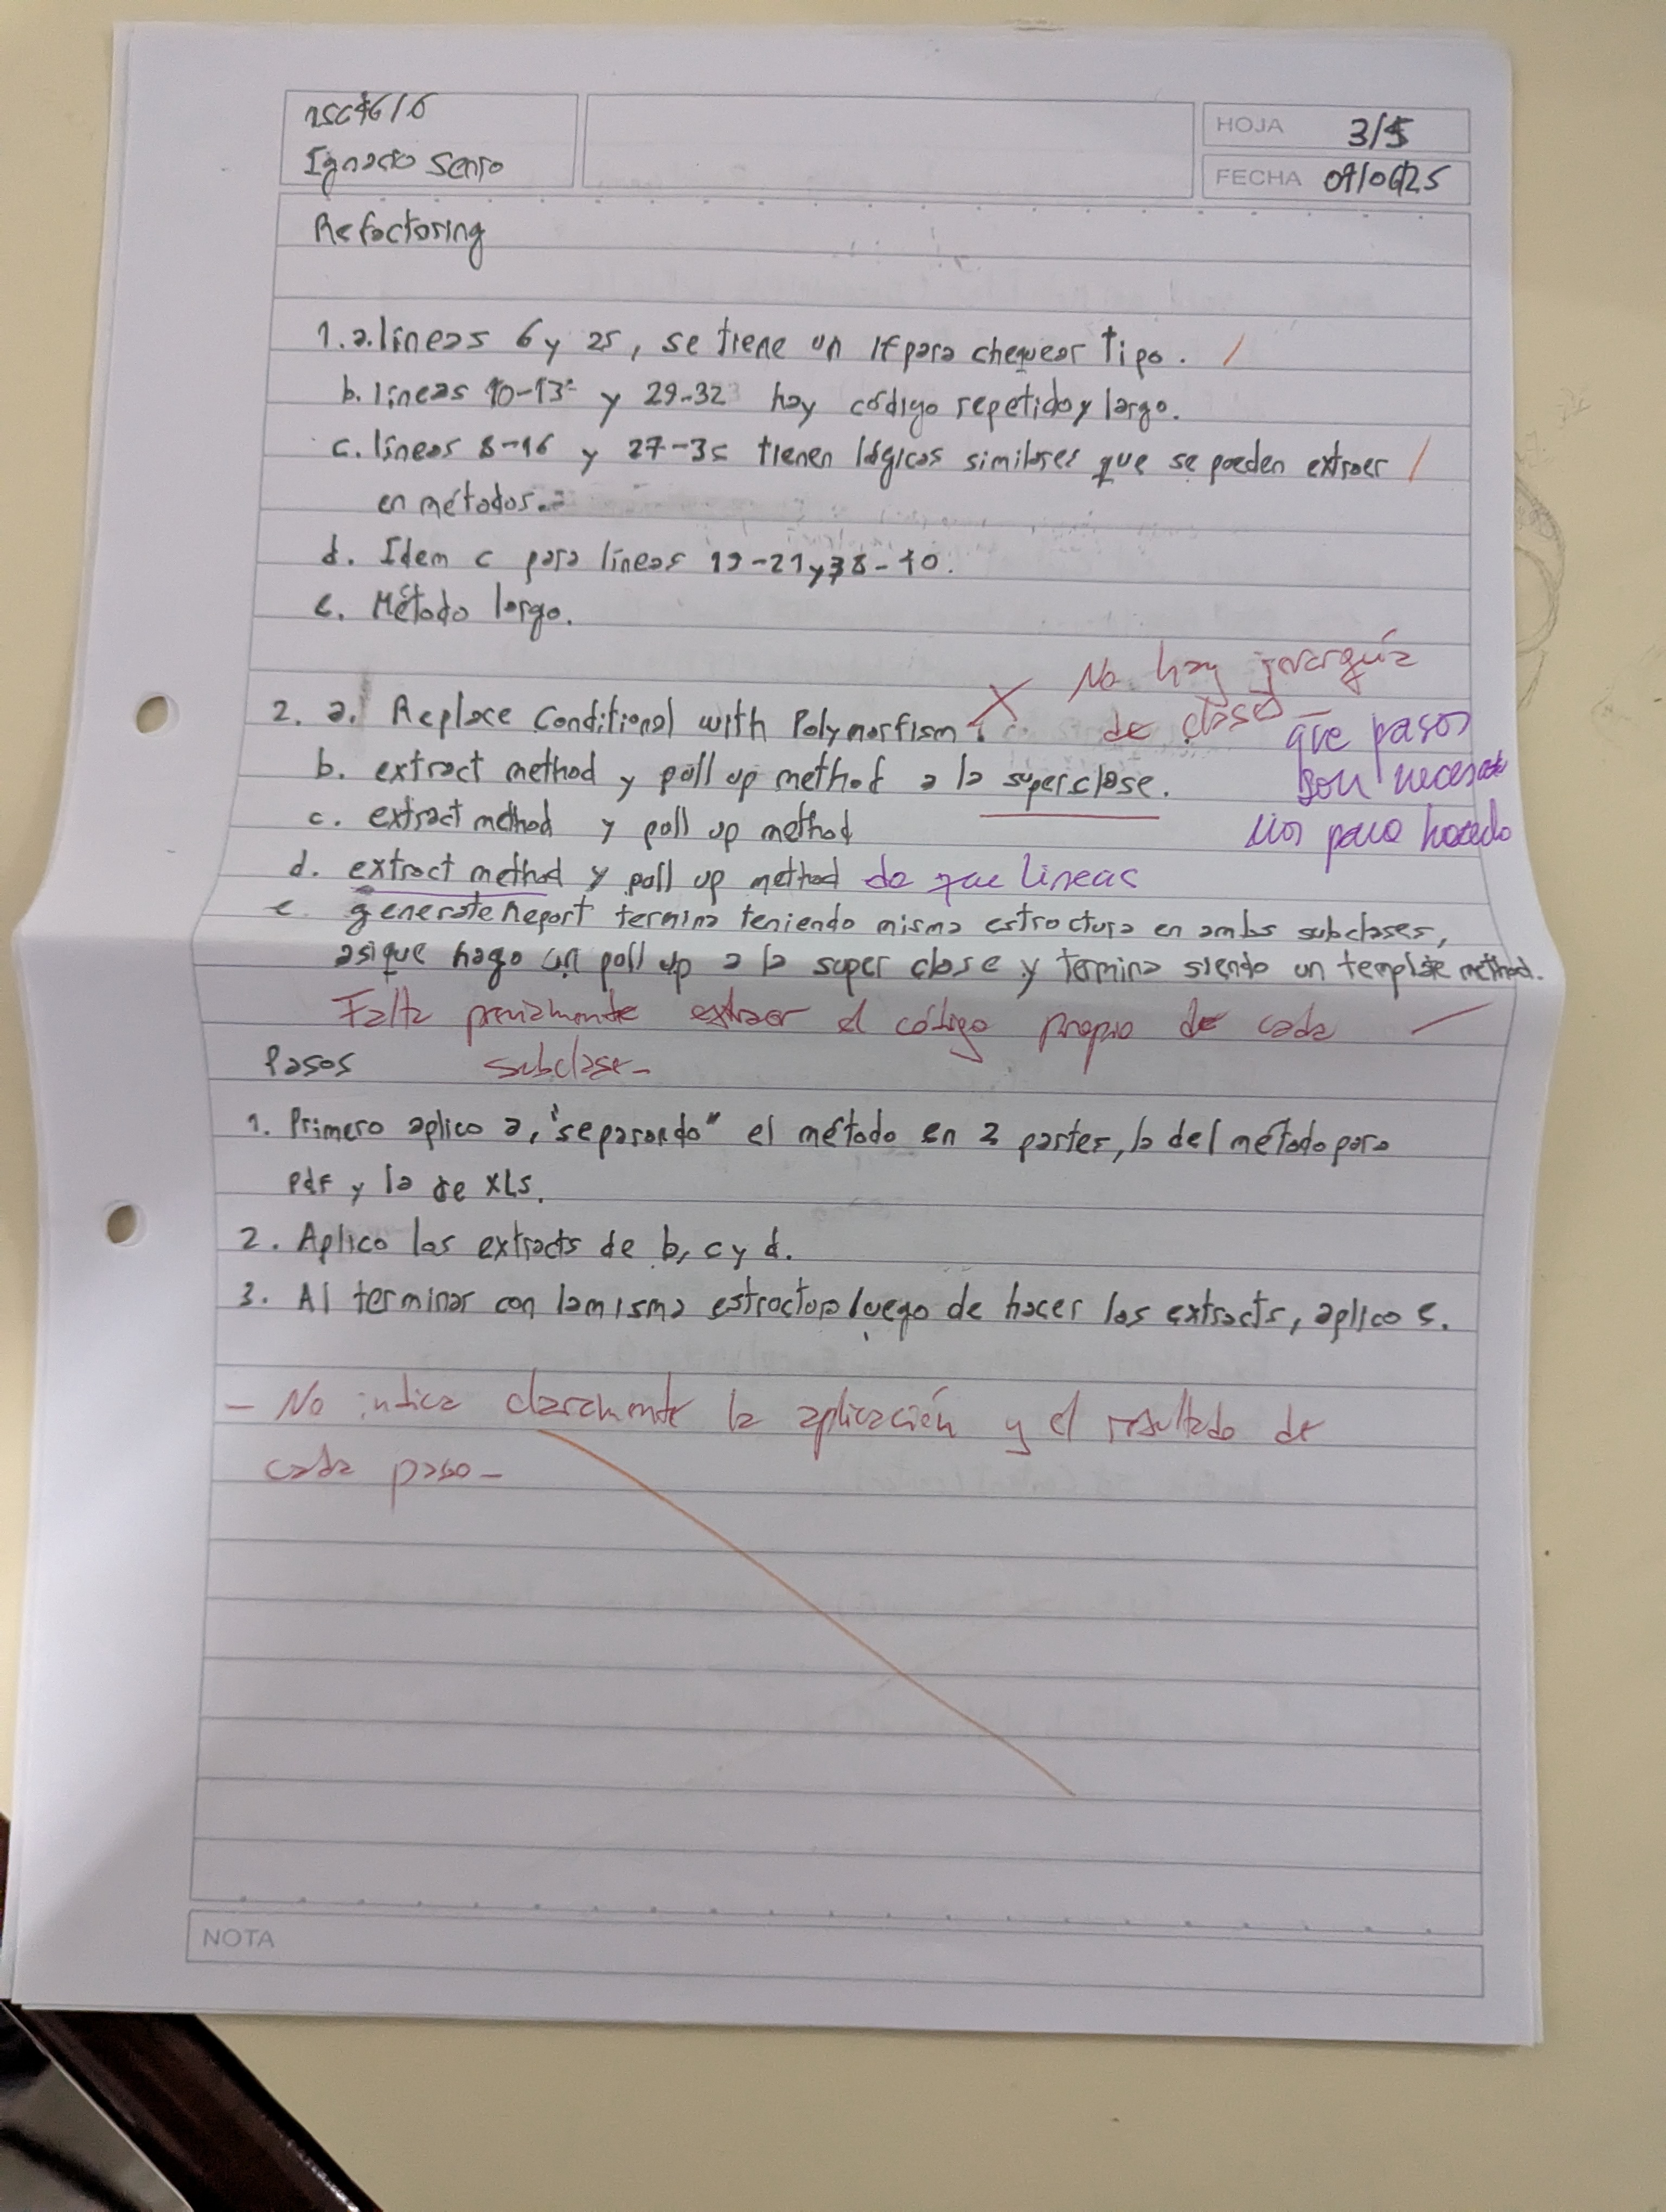 Ignacio Sento
HOJA 3/5
FECHA 09/06/25
Refactoring
1. a. líneas 6 y 25, se tiene un if para chequear tipo.
b. líneas 10-13 y 29-32 hay código repetido y largo.
c. líneas 8-16 y 27-35 tienen lógicas similares que se pueden extraer
en métodos.
d. Idem c para líneas 19-21 y 38-40.
e. Método largo.
No hay jerarquía
de clases
2. a. Replace Conditional with Polymorfism.
que pasos
son necesa
rios para hacerlo
b. extract method y pull up method a la superclase.
c. extract method y pull up method
d. extract method y pull up method de que lineas
e. generateReport termina teniendo misma estructura en ambas subclases,
asique hago un pull up a la super clase y termina siendo un template method.
Falta previamente extraer el código propio de cada
subclase-
Pasos
1. Primero aplico a, "separando" el método en 2 partes, la del método para
pdf y la de XLS.
2. Aplico los extracts de b, c y d.
3. Al terminar con la misma estructura luego de hacer los extracts, aplico e.
- No indica claramente la aplicación y el resultado de
cada paso-
NOTA